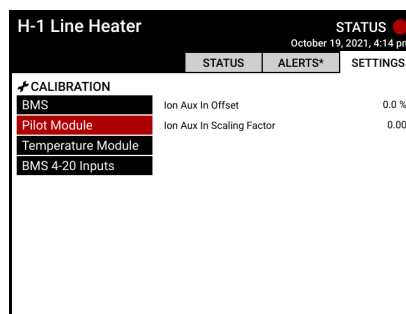 H-1 Line Heater
STATUS
October 19, 2021, 4:14 pm
STATUS
ALERTS*
SETTINGS
CALIBRATION
BMS
Ion Aux In Offset
0.0 %
Pilot Module
Ion Aux In Scaling Factor
0.00
Temperature Module
BMS 4-20 Inputs